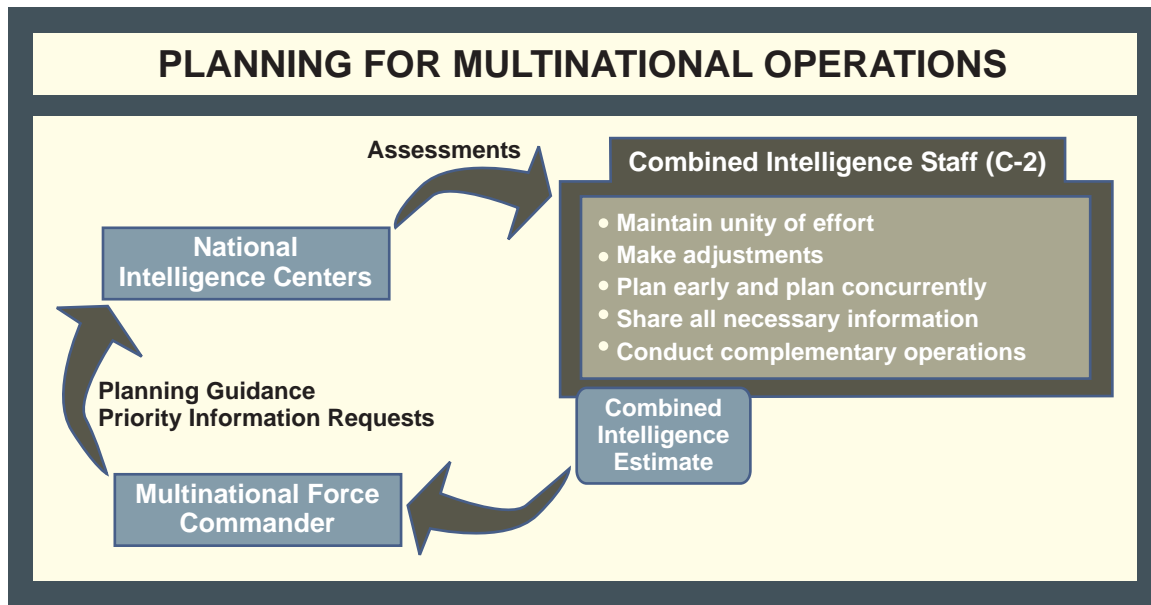 PLANNING FOR MULTINATIONAL OPERATIONS
Assessments
Combined Intelligence Staff (C-2)
• Maintain unity of effort
• Make adjustments
• Plan early and plan concurrently
• Share all necessary information
• Conduct complementary operations
National
Intelligence Centers
Planning Guidance
Priority Information Requests
Combined
Intelligence
Estimate
Multinational Force
Commander